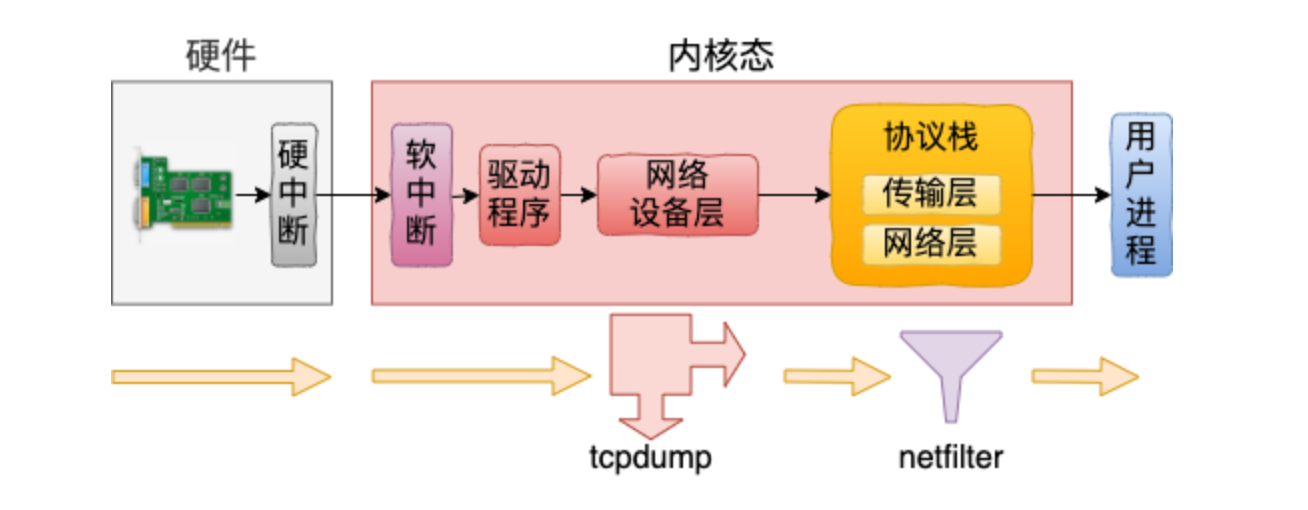 硬件
内核态
硬
中
断
软
中
断
驱动
程序
网络
设备层
协议栈
传输层
网络层
用
户
进
程
tcpdump
netfilter